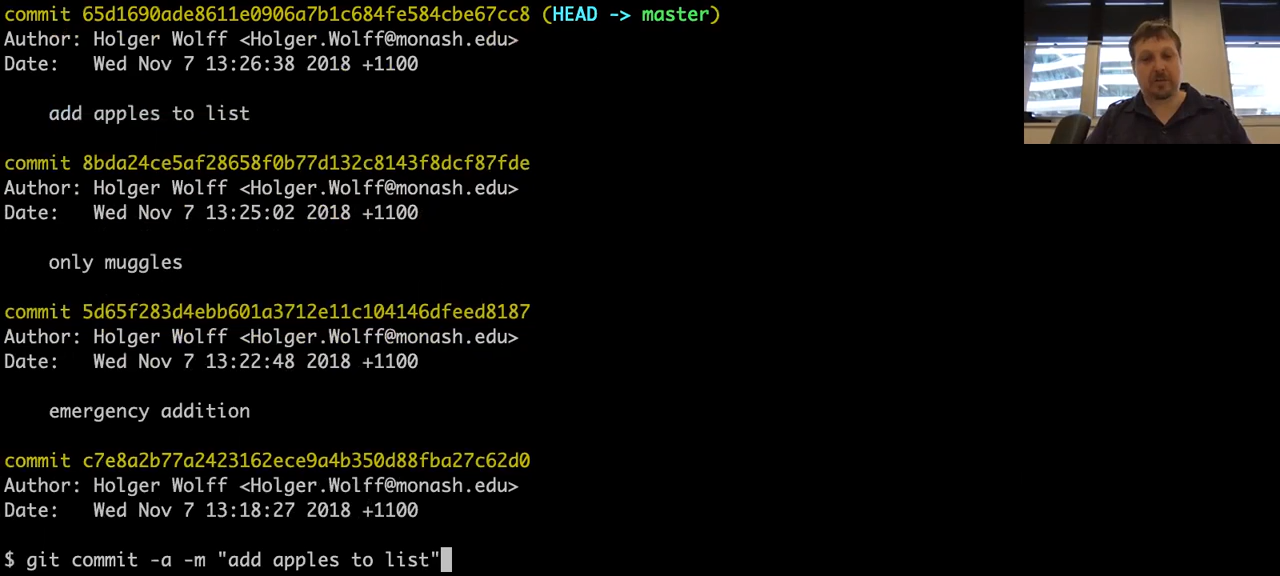 commit 65d1690ade8611e0906a7b1c684fe584cbe67cc8 (HEAD -> master)
Author: Holger Wolff <Holger.Wolff@monash.edu>
Date:   Wed Nov 7 13:26:38 2018 +1100
add apples to list
commit 8bda24ce5af28658f0b77d132c8143f8dcf87fde
Author: Holger Wolff <Holger.Wolff@monash.edu>
Date:   Wed Nov 7 13:25:02 2018 +1100
only muggles
commit 5d65f283d4ebb601a3712e11c104146dfeed8187
Author: Holger Wolff <Holger.Wolff@monash.edu>
Date:   Wed Nov 7 13:22:48 2018 +1100
emergency addition
commit c7e8a2b77a2423162ece9a4b350d88fba27c62d0
Author: Holger Wolff <Holger.Wolff@monash.edu>
Date:   Wed Nov 7 13:18:27 2018 +1100
$ git commit -a -m "add apples to list"